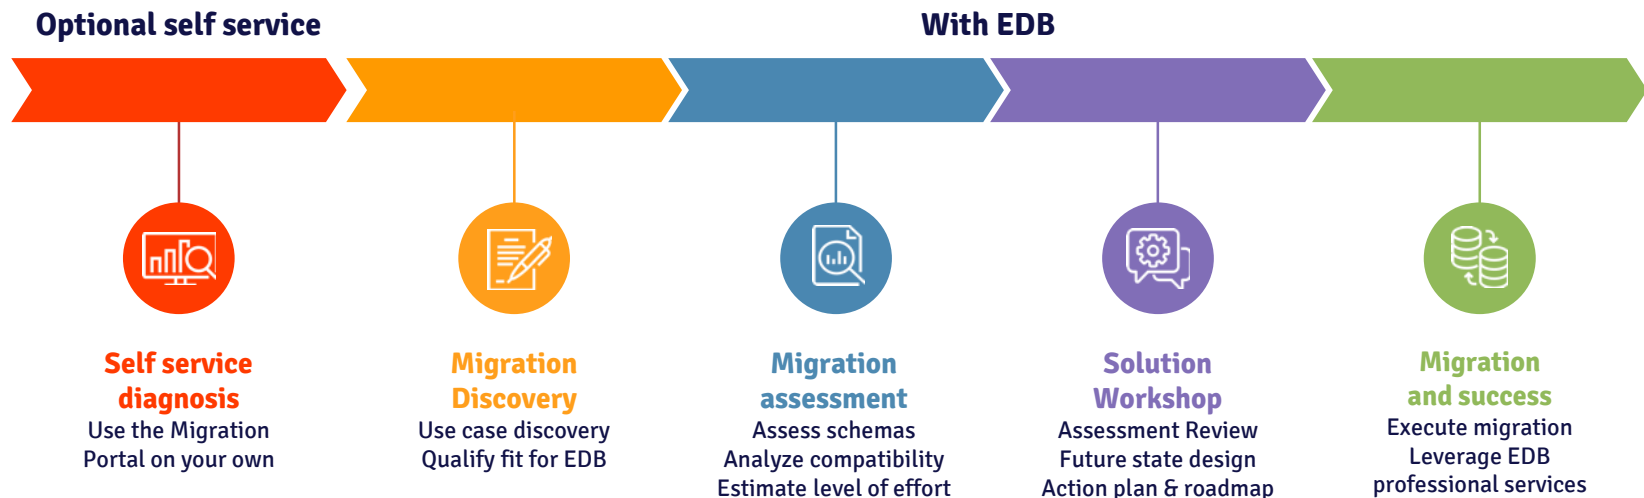 Optional self service
With EDB
Self service
diagnosis
Use the Migration
Portal on your own
Migration
Discovery
Use case discovery
Qualify fit for EDB
Migration
assessment
Assess schemas
Analyze compatibility
Estimate level of effort
Solution
Workshop
Assessment Review
Future state design
Action plan & roadmap
Migration
and success
Execute migration
Leverage EDB
professional services